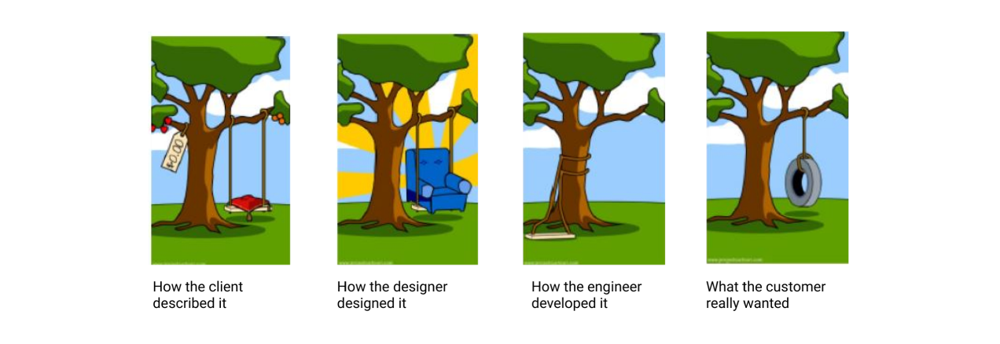 $0.00
www.projectcartoon.com
www.projectcartoon.com
www.projectcartoon.com
www.projectcartoon.com
How the client
described it
How the designer
designed it
How the engineer
developed it
What the customer
really wanted